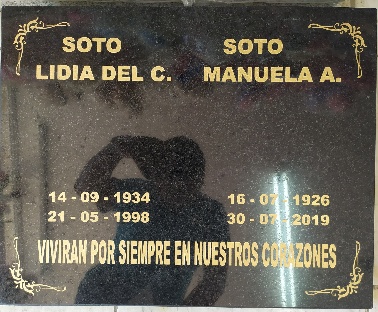 SOTO
LIDIA DEL C.
SOTO
MANUELA A.
14 - 09 - 1934
21 - 05 - 1998
16 - 07 - 1926
30 - 07 - 2019
VIVIRAN POR SIEMPRE EN NUESTROS CORAZONES